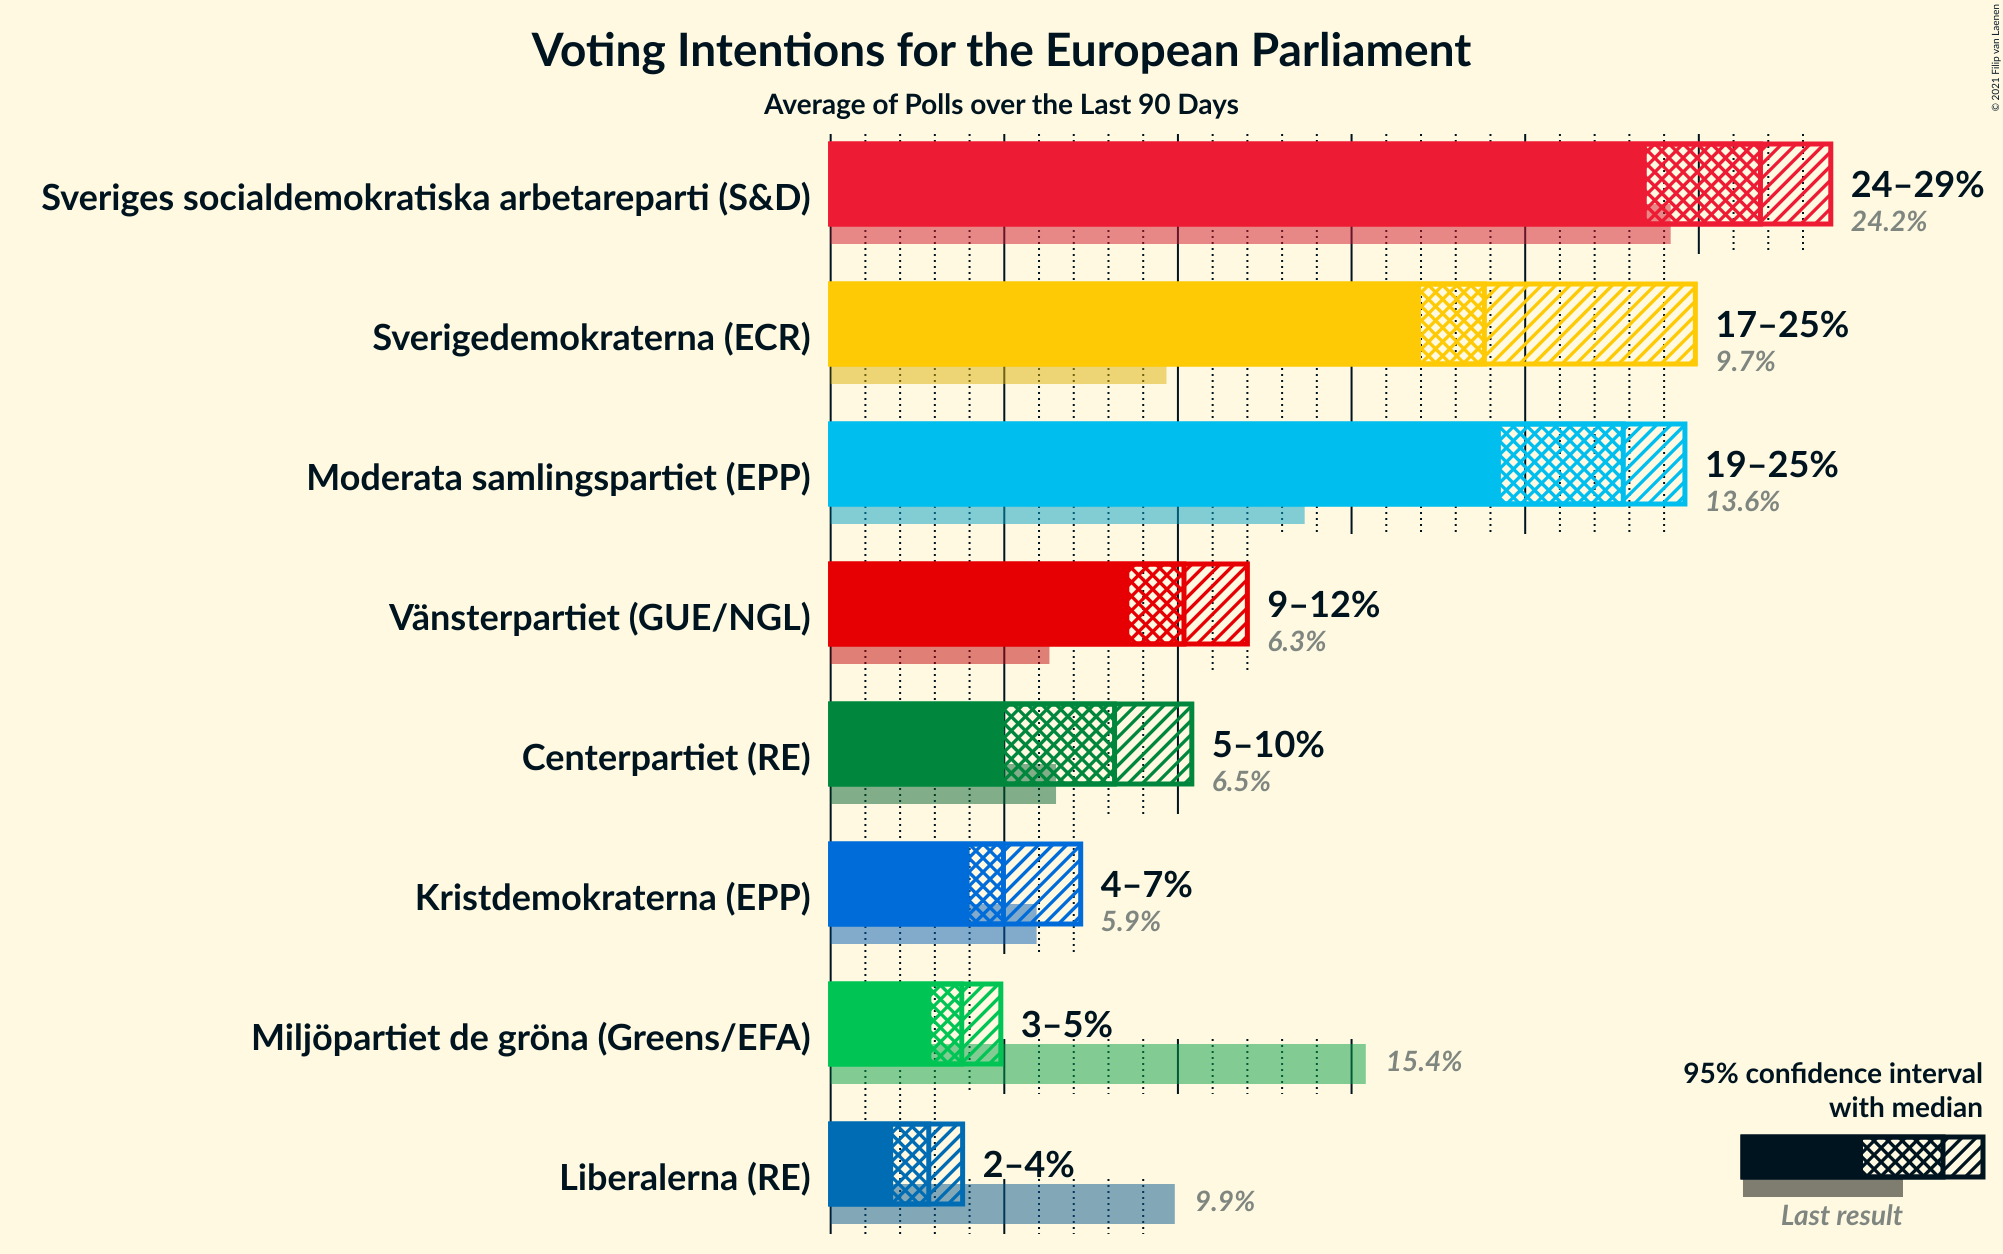 Voting Intentions for the European Parliament
Average of Polls over the Last 90 Days
© 2021 Filip van Laenen
Sveriges socialdemokratiska arbetareparti (S&D)
24–29%
24.2%
Sverigedemokraterna (ECR)
17–25%
9.7%
Moderata samlingspartiet (EPP)
19–25%
13.6%
Vänsterpartiet (GUE/NGL)
9–12%
6.3%
Centerpartiet (RE)
5–10%
6.5%
Kristdemokraterna (EPP)
4–7%
5.9%
Miljöpartiet de gröna (Greens/EFA)
3–5%
15.4%
Liberalerna (RE)
2–4%
9.9%
95% confidence interval
with median
Last result